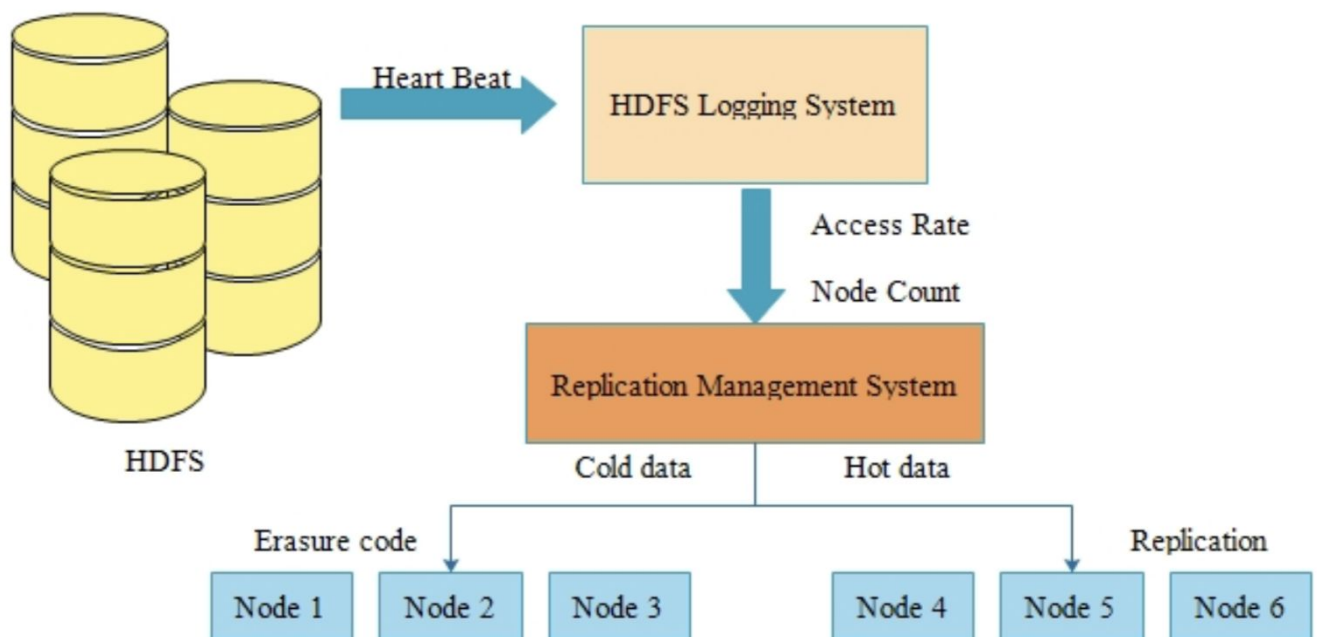 Heart Beat
HDFS Logging System
Access Rate
Node Count
Replication Management System
HDFS
Cold data
Hot data
Erasure code
Replication
Node 1
Node 2
Node 3
Node 4
Node 5
Node 6